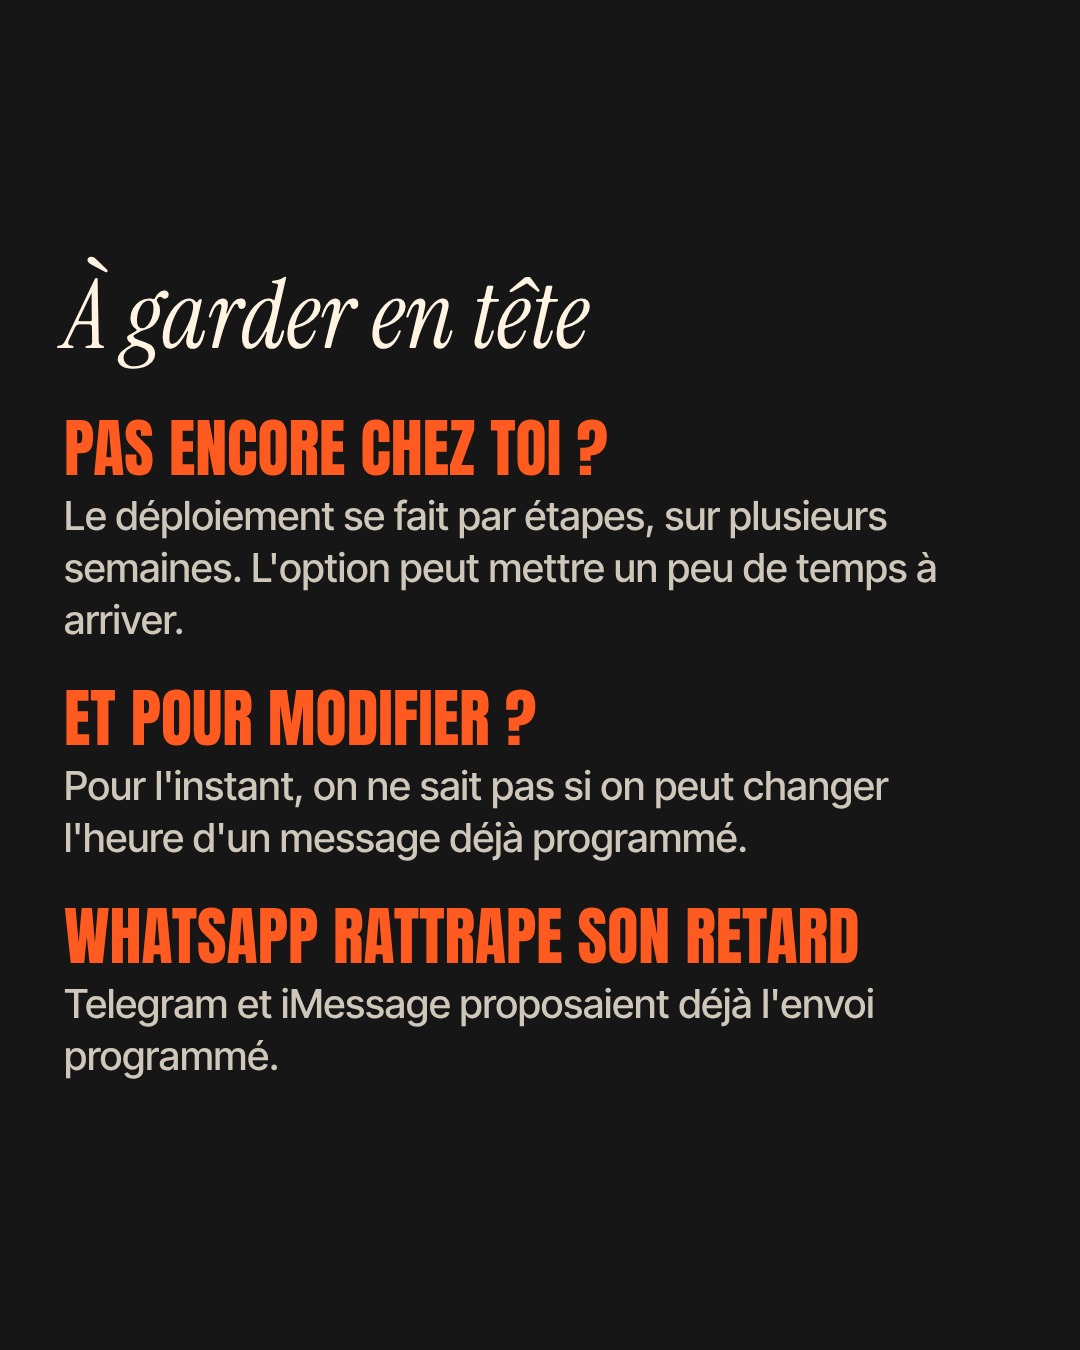 À garder en tête
PAS ENCORE CHEZ TOI ?
Le déploiement se fait par étapes, sur plusieurs
semaines. L'option peut mettre un peu de temps à
arriver.
ET POUR MODIFIER ?
Pour l'instant, on ne sait pas si on peut changer
l'heure d'un message déjà programmé.
WHATSAPP RATTRAPE SON RETARD
Telegram et iMessage proposaient déjà l'envoi
programmé.